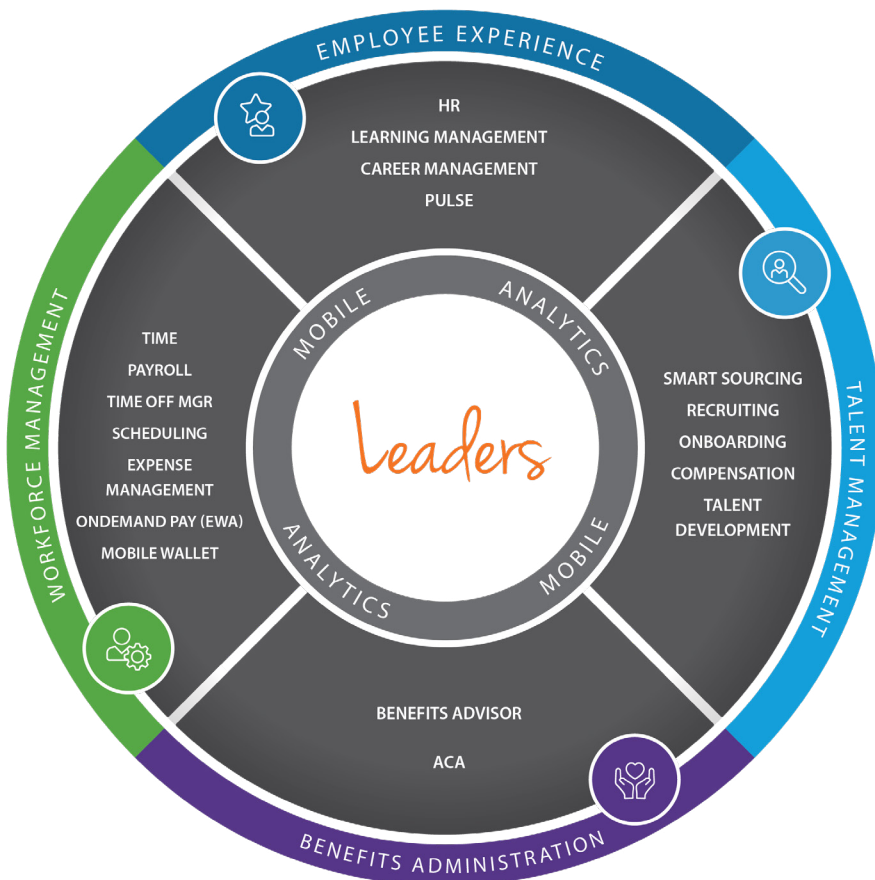 EMPLOYEE EXPERIENCE
HR
LEARNING MANAGEMENT
CAREER MANAGEMENT
PULSE
MOBILE
ANALYTICS
WORKFORCE MANAGEMENT
TIME
PAYROLL
TIME OFF MGR
SCHEDULING
EXPENSE
MANAGEMENT
ONDEMAND PAY (EWA)
MOBILE WALLET
Leaders
SMART SOURCING
RECRUITING
ONBOARDING
COMPENSATION
TALENT
DEVELOPMENT
TALENT MANAGEMENT
ANALYTICS
MOBILE
BENEFITS ADVISOR
ACA
BENEFITS ADMINISTRATION